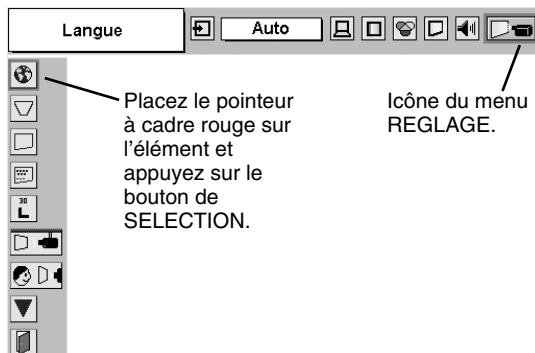 Langue
Auto
Placez le pointeur
à cadre rouge sur
l'élément et
appuyez sur le
bouton de
SELECTION.
Icône du menu
REGLAGE.
30
L